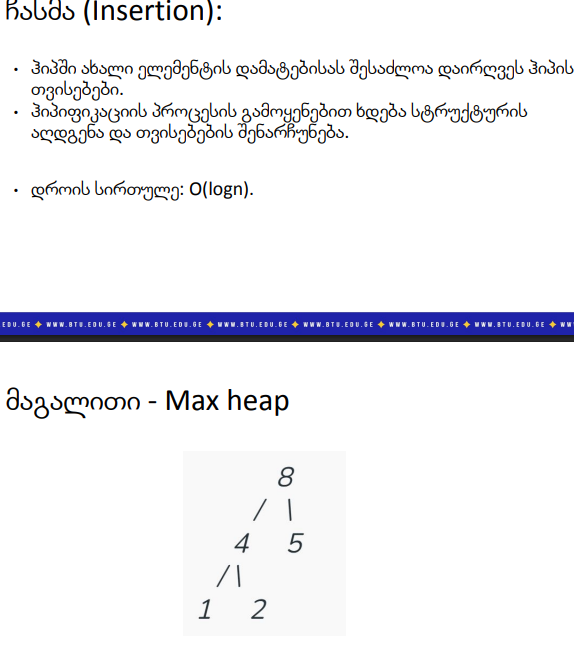 ჩასმა (Insertion):
• ჰიპში ახალი ელემენტის დამატებისას შესაძლოა დაირღვეს ჰიპის
თვისებები.
• ჰიპიფიკაციის პროცესის გამოყენებით ხდება სტრუქტურის
აღდგენა და თვისებების შენარჩუნება.
• დროის სირთულე: O(logn).
EDU.GE ✦ WWW.BTU.EDU.GE ✦ WWW.BTU.EDU.GE ✦ WWW.BTU.EDU.GE ✦ WWW.BTU.EDU.GE ✦ WWW.BTU.EDU.GE ✦ WWW.BTU.EDU.GE ✦ WW
მაგალითი - Max heap
8
/ \
4 5
/\
1 2